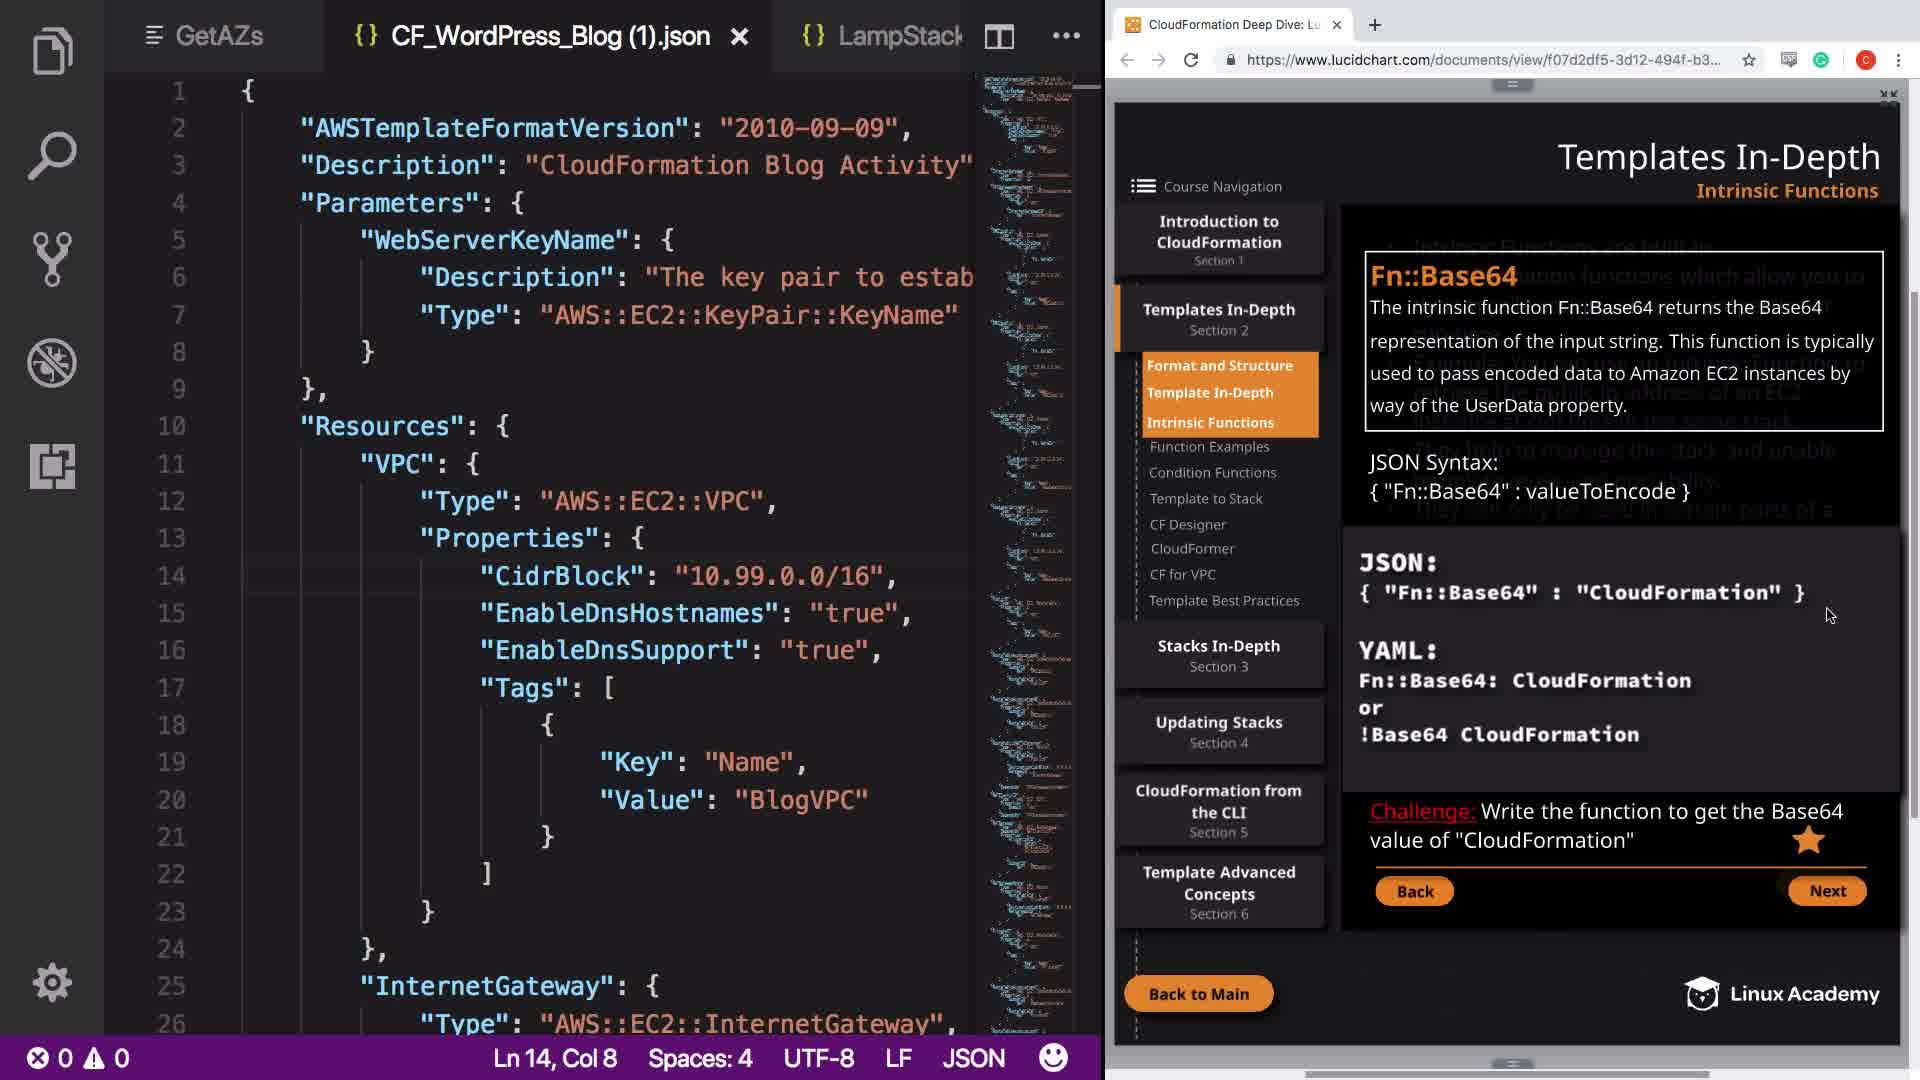 GetAZs
{} CF_WordPress_Blog (1).json
{} LampStack
1 {
2 "AWSTemplateFormatVersion": "2010-09-09",
3 "Description": "CloudFormation Blog Activity"
4 "Parameters": {
5 "WebServerKeyName": {
6 "Description": "The key pair to estab
7 "Type": "AWS::EC2::KeyPair::KeyName"
8 }
9 },
10 "Resources": {
11 "VPC": {
12 "Type": "AWS::EC2::VPC",
13 "Properties": {
14 "CidrBlock": "10.99.0.0/16",
15 "EnableDnsHostnames": "true",
16 "EnableDnsSupport": "true",
17 "Tags": [
18 {
19 "Key": "Name",
20 "Value": "BlogVPC"
21 }
22 ]
23 }
24 },
25 "InternetGateway": {
26 "Type": "AWS::EC2::InternetGateway",
0 0
Ln 14, Col 8 Spaces: 4 UTF-8 LF JSON
CloudFormation Deep Dive: Lu
https://www.lucidchart.com/documents/view/f07d2df5-3d12-494f-b3...
C
Templates In-Depth
Intrinsic Functions
Course Navigation
Introduction to
CloudFormation
Section 1
Templates In-Depth
Section 2
Format and Structure
Template In-Depth
Intrinsic Functions
Function Examples
Condition Functions
Template to Stack
CF Designer
CloudFormer
CF for VPC
Template Best Practices
Stacks In-Depth
Section 3
Updating Stacks
Section 4
CloudFormation from
the CLI
Section 5
Template Advanced
Concepts
Section 6
Back to Main
Fn::Base64
The intrinsic function Fn::Base64 returns the Base64
representation of the input string. This function is typically
used to pass encoded data to Amazon EC2 instances by
way of the UserData property.
JSON Syntax:
{ "Fn::Base64" : valueToEncode }
JSON:
{ "Fn::Base64" : "CloudFormation" }
YAML:
Fn::Base64: CloudFormation
or
!Base64 CloudFormation
Challenge: Write the function to get the Base64
value of "CloudFormation"
Back
Next
Linux Academy